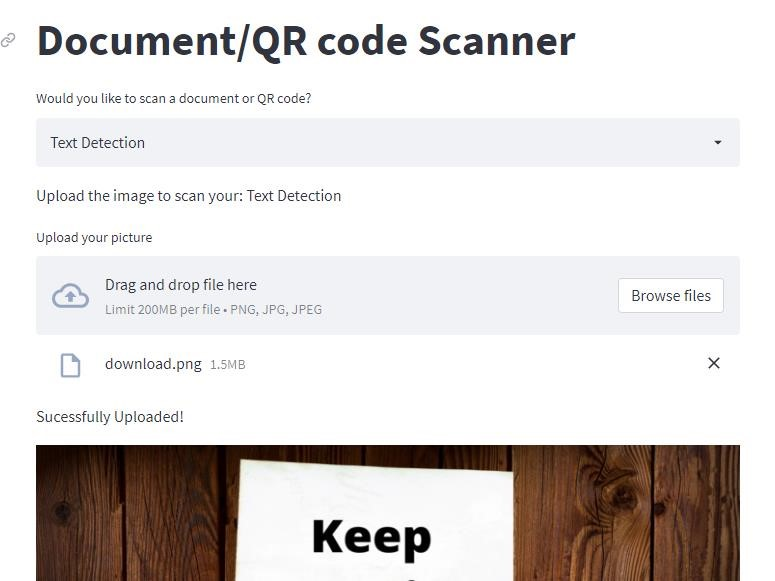 Document/QR code Scanner
Would you like to scan a document or QR code?
Text Detection
Upload the image to scan your: Text Detection
Upload your picture
Drag and drop file here
Limit 200MB per file • PNG, JPG, JPEG
Browse files
download.png 1.5MB
Sucessfully Uploaded!
Keep